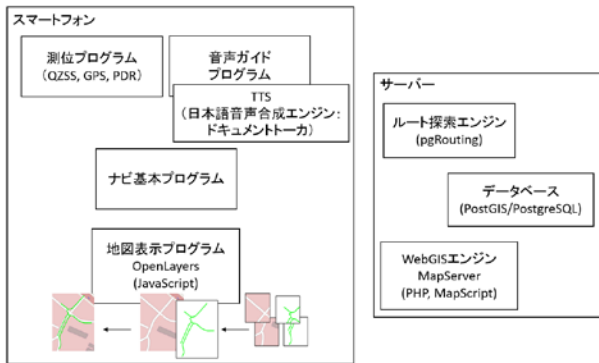 スマートフォン
測位プログラム
(QZSS, GPS, PDR)
音声ガイド
プログラム
TTS
(日本語音声合成エンジン:
ドキュメントトーカ)
ナビ基本プログラム
地図表示プログラム
OpenLayers
(JavaScript)
サーバー
ルート探索エンジン
(pgRouting)
データベース
(PostGIS/PostgreSQL)
WebGISエンジン
MapServer
(PHP, MapScript)